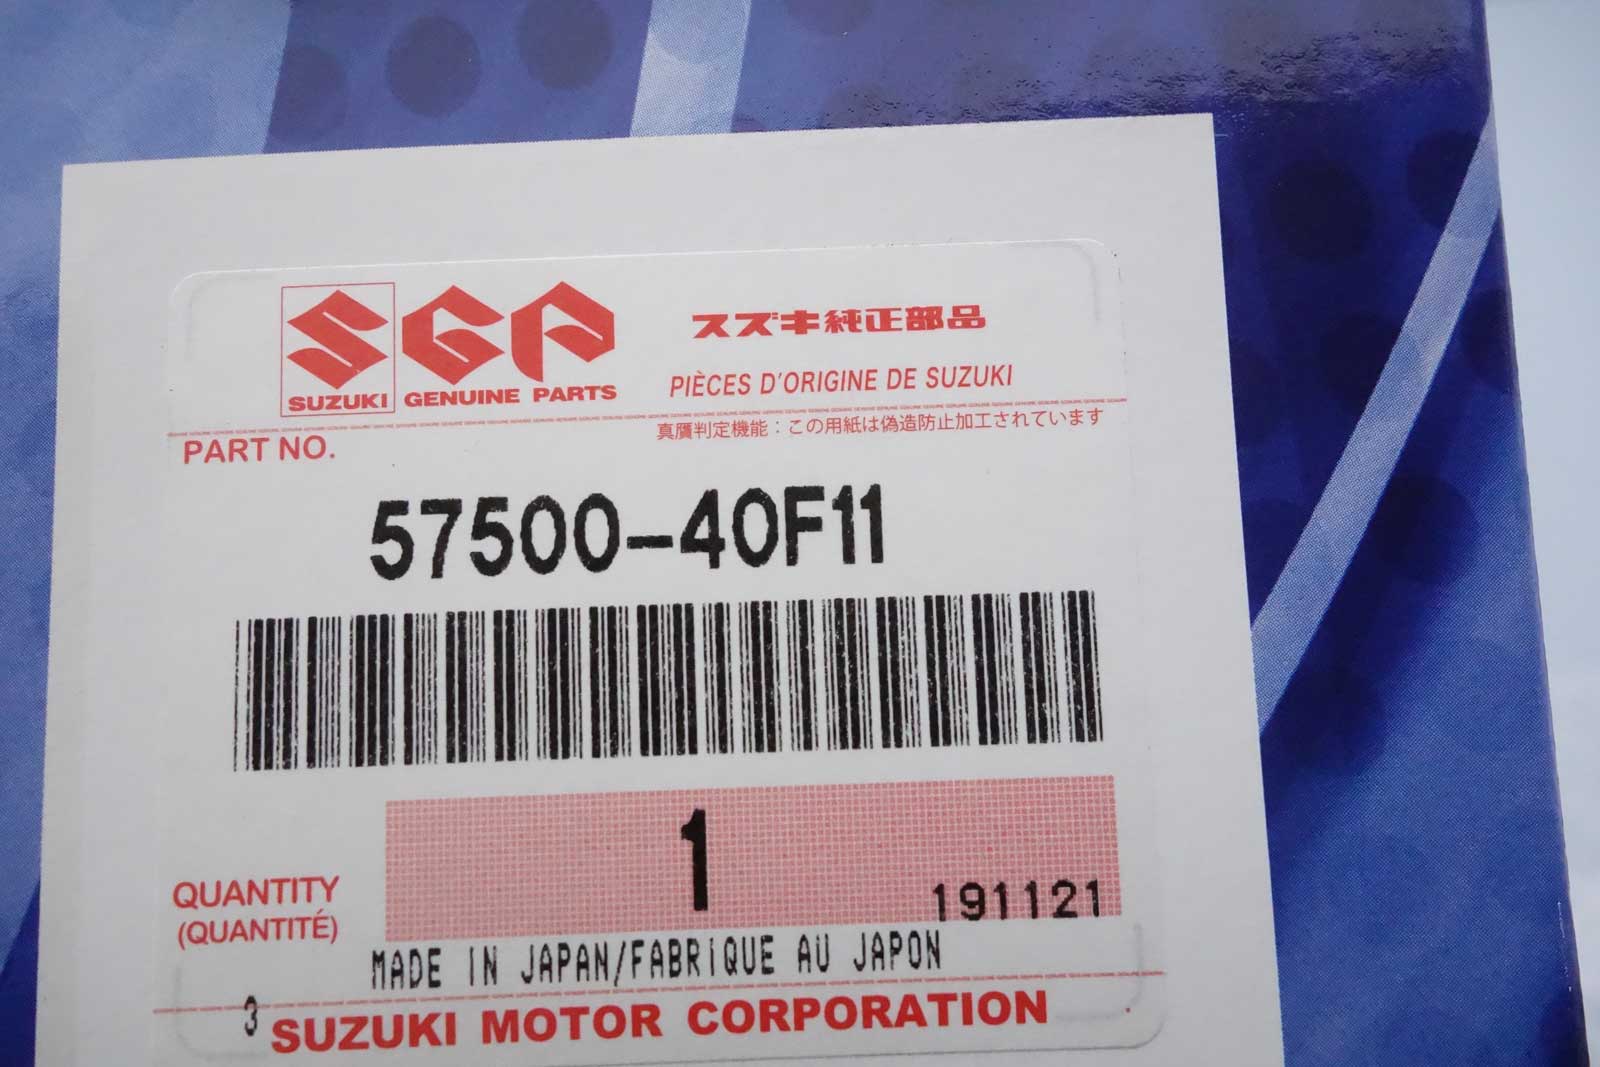 SGP
SUZUKI GENUINE PARTS
スズキ純正部品
PIÈCES D'ORIGINE DE SUZUKI
真贋判定機能:この用紙は偽造防止加工されています
PART NO.
57500-40F11
1
QUANTITY
(QUANTITÉ)
191121
MADE IN JAPAN/FABRIQUE AU JAPON
3
SUZUKI MOTOR CORPORATION